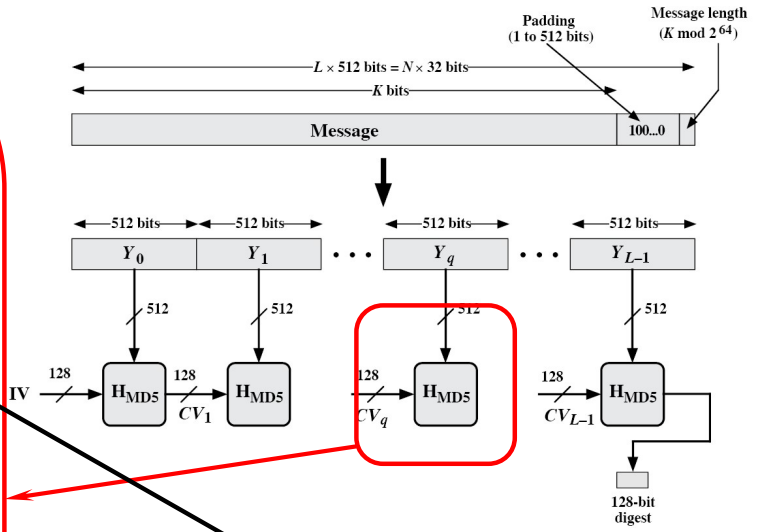 Padding
(1 to 512 bits)
Message length
(K mod 2^64)
L × 512 bits = N × 32 bits
K bits
Message
100...0
512 bits 512 bits 512 bits 512 bits
Y0 Y1 • • • Yq • • • YL–1
512 512 512 512
IV 128 HMD5 128 CV1 HMD5 128 CVq HMD5 128 CVL–1 HMD5
128-bit
digest